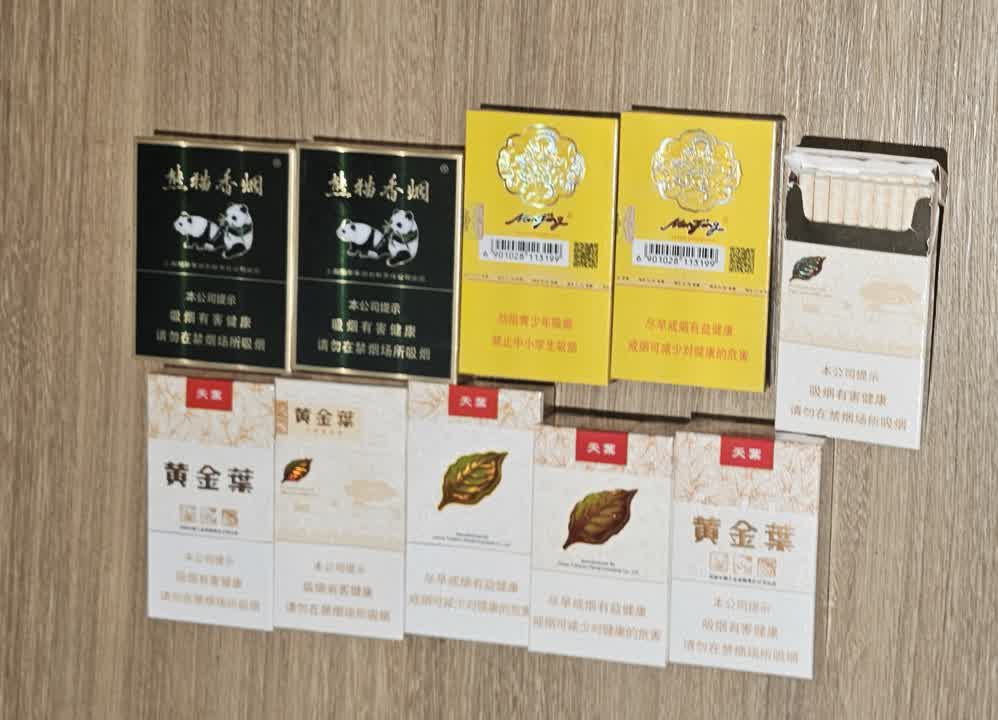 熊猫香烟
本公司提示
吸烟有害健康
请勿在禁烟场所吸烟
熊猫香烟
本公司提示
吸烟有害健康
请勿在禁烟场所吸烟
NanJing
6 901028 113199
劝阻青少年吸烟
禁止中小学生吸烟
NanJing
6 901028 113199
尽早戒烟有益健康
戒烟可减少对健康的危害
本公司提示
吸烟有害健康
请勿在禁烟场所吸烟
天葉
黄金葉
本公司提示
吸烟有害健康
请勿在禁烟场所吸烟
黄金葉
本公司提示
吸烟有害健康
请勿在禁烟场所吸烟
天葉
尽早戒烟有益健康
戒烟可减少对健康的危害
天葉
尽早戒烟有益健康
戒烟可减少对健康的危害
天葉
黄金葉
本公司提示
吸烟有害健康
请勿在禁烟场所吸烟